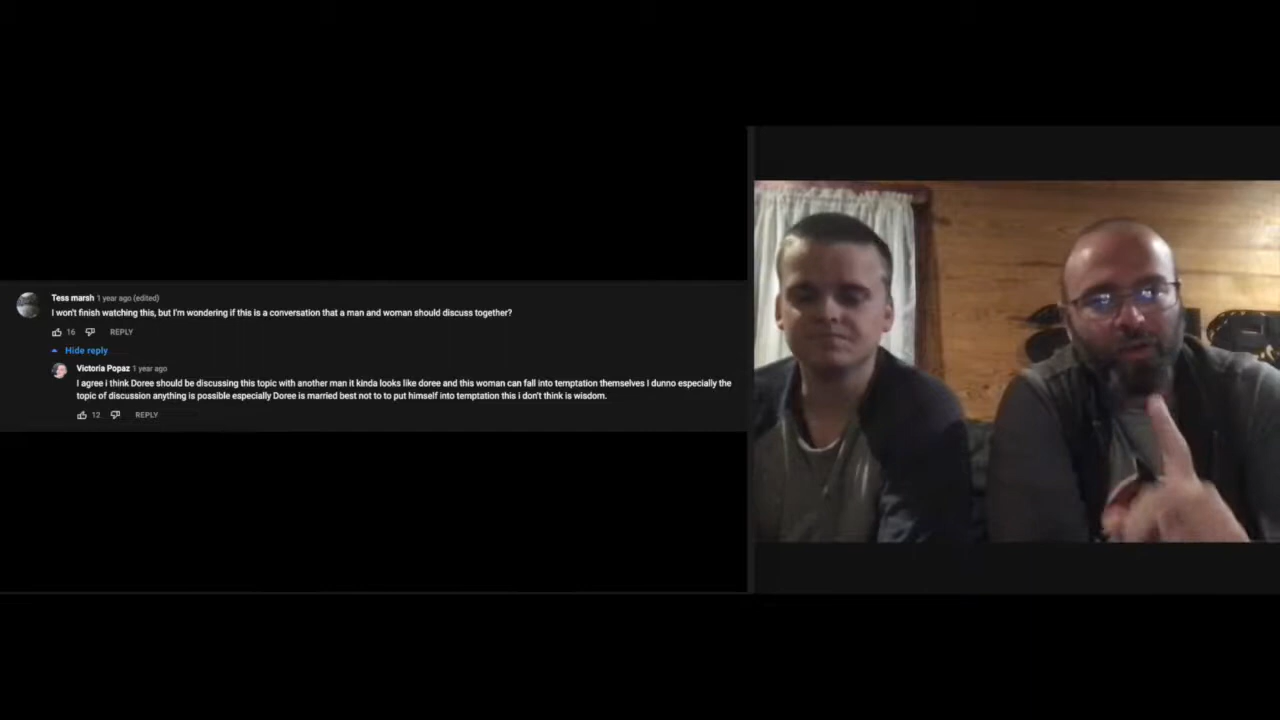 Tess marsh 1 year ago (edited)
I won't finish watching this, but I'm wondering if this is a conversation that a man and woman should discuss together?
16 REPLY
Hide reply
Victoria Popaz 1 year ago
I agree i think Doree should be discussing this topic with another man it kinda looks like doree and this woman can fall into temptation themselves i dunno especially the
topic of discussion anything is possible especially Doree is married best not to to put himself into temptation this i don't think is wisdom.
12 REPLY